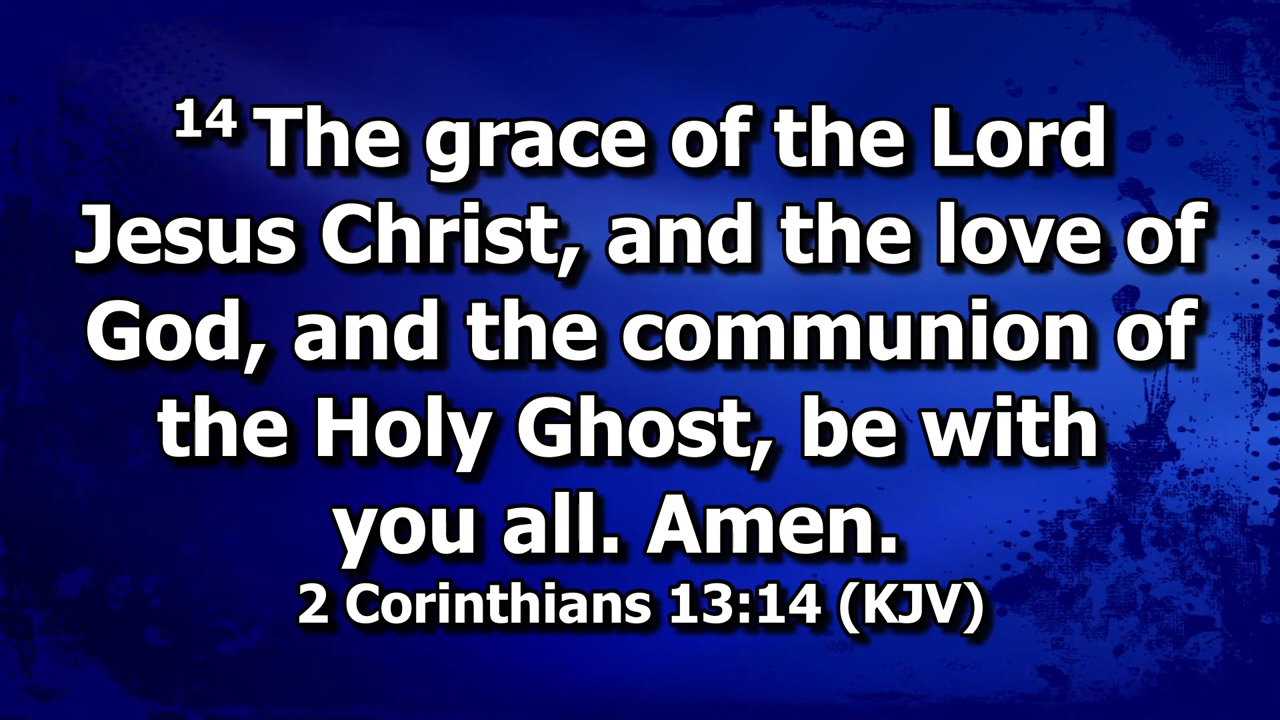 14 The grace of the Lord
Jesus Christ, and the love of
God, and the communion of
the Holy Ghost, be with
you all. Amen.
2 Corinthians 13:14 (KJV)